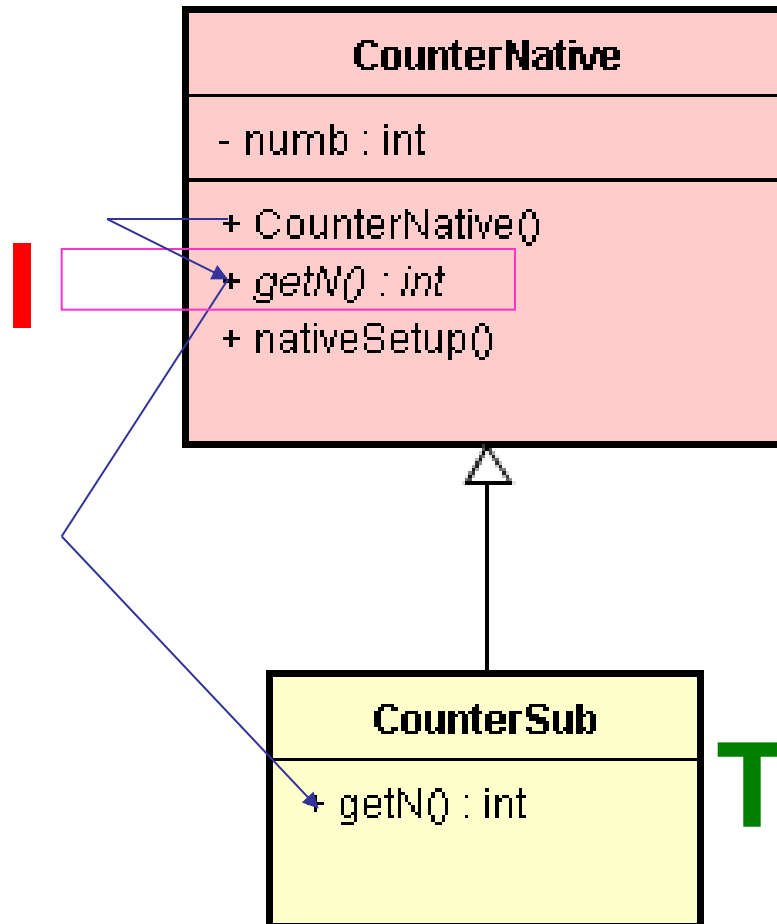 CounterNative
- numb : int
+ CounterNative()
I
+ getN() : int
+ nativeSetup()
CounterSub
T
+ getN() : int